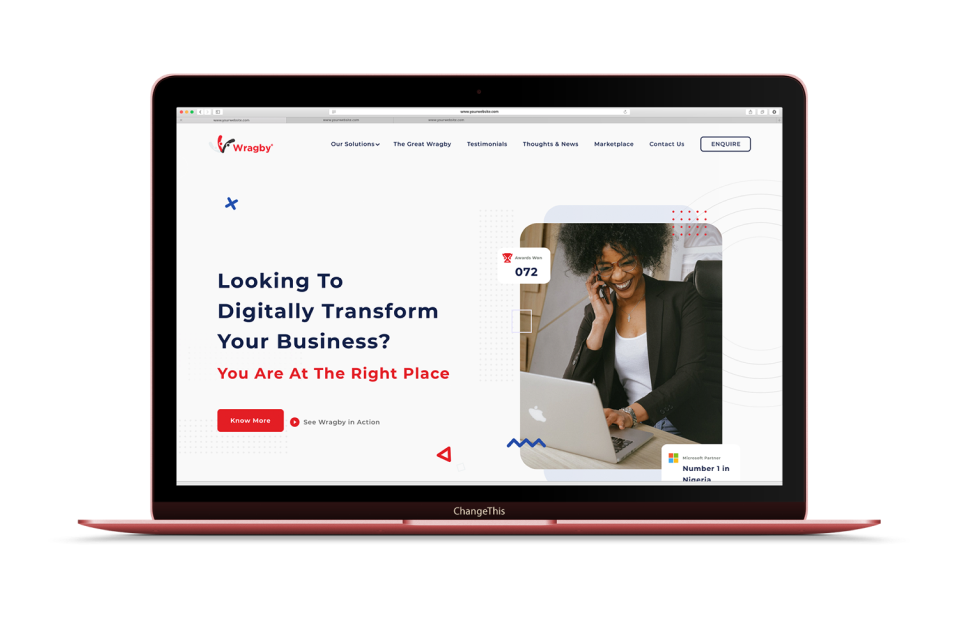 www.yourwebsite.com
www.yourwebsite.com
www.yourwebsite.com
www.yourwebsite.com
Wragby
Our Solutions
The Great Wragby
Testimonials
Thoughts & News
Marketplace
Contact Us
ENQUIRE
Awards Won
072
Looking To
Digitally Transform
Your Business?
You Are At The Right Place
Know More
See Wragby in Action
Microsoft Partner
Number 1 in
Nigeria
ChangeThis